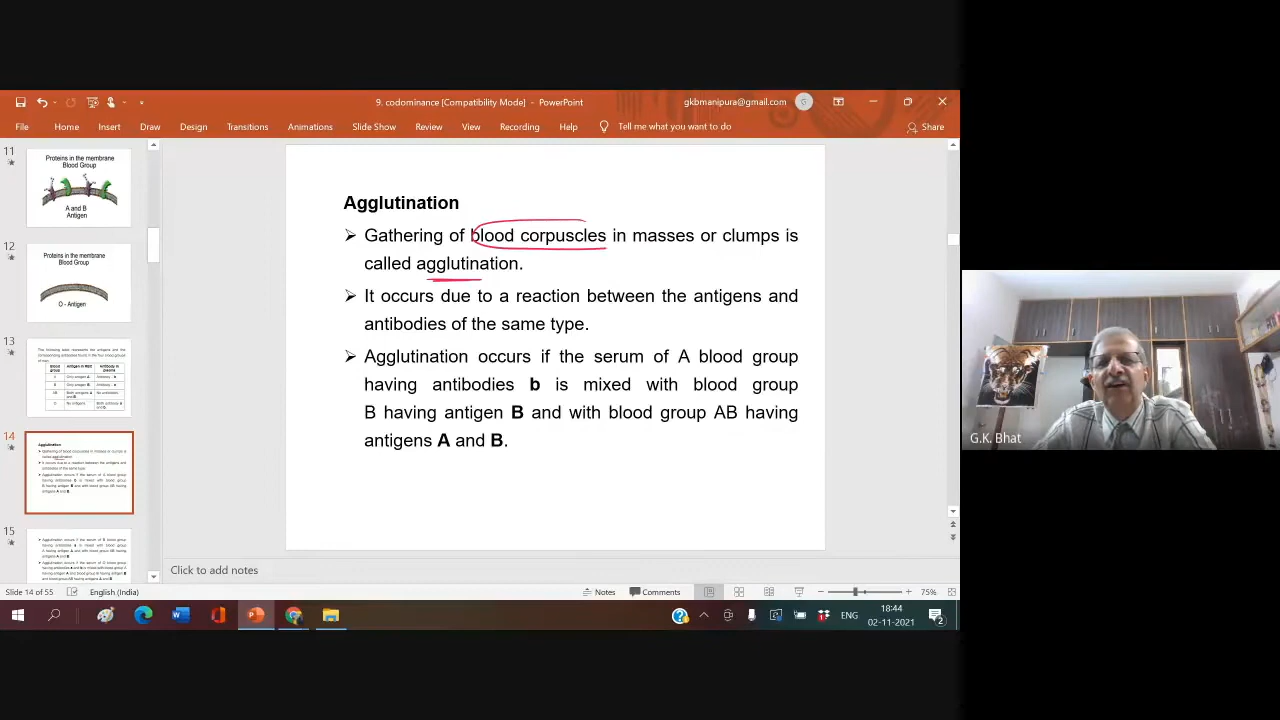 9. codominance [Compatibility Mode] - PowerPoint
gkbmanipura@gmail.com
File Home Insert Draw Design Transitions Animations Slide Show Review View Recording Help Tell me what you want to do Share
11
Proteins in the membrane
Blood Group
A and B
Antigen
12
Proteins in the membrane
Blood Group
O - Antigen
13
14
Agglutination
15
Agglutination
➢ Gathering of blood corpuscles in masses or clumps is
called agglutination.
➢ It occurs due to a reaction between the antigens and
antibodies of the same type.
➢ Agglutination occurs if the serum of A blood group
having antibodies b is mixed with blood group
B having antigen B and with blood group AB having
antigens A and B.
G.K. Bhat
Click to add notes
Slide 14 of 55 English (India) Notes Comments 75%
ENG
18:44
02-11-2021
2